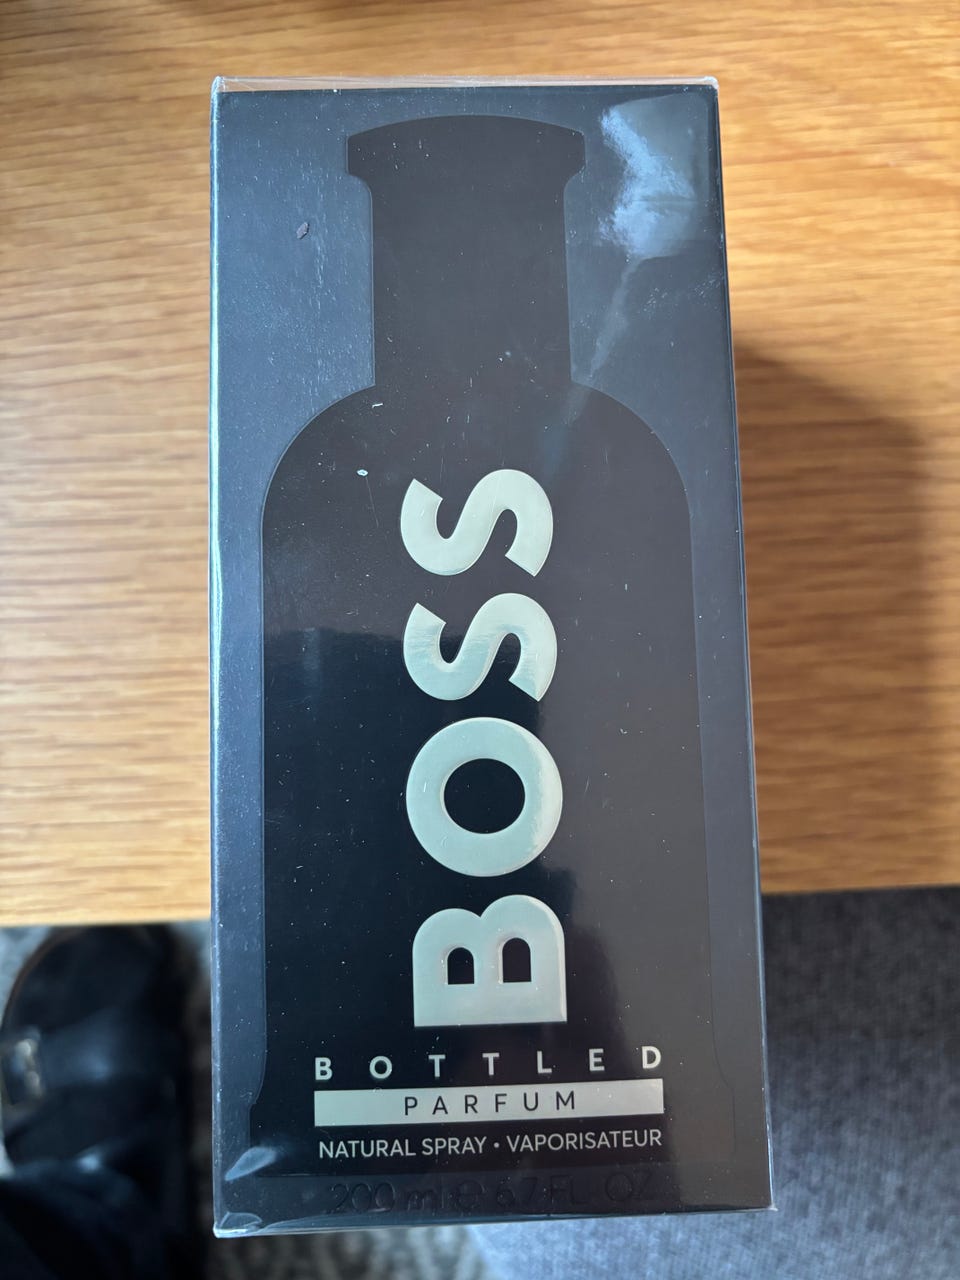 BOSS
BOTTLED
PARFUM
NATURAL SPRAY • VAPORISATEUR
200 ml e 6.7 FL OZ